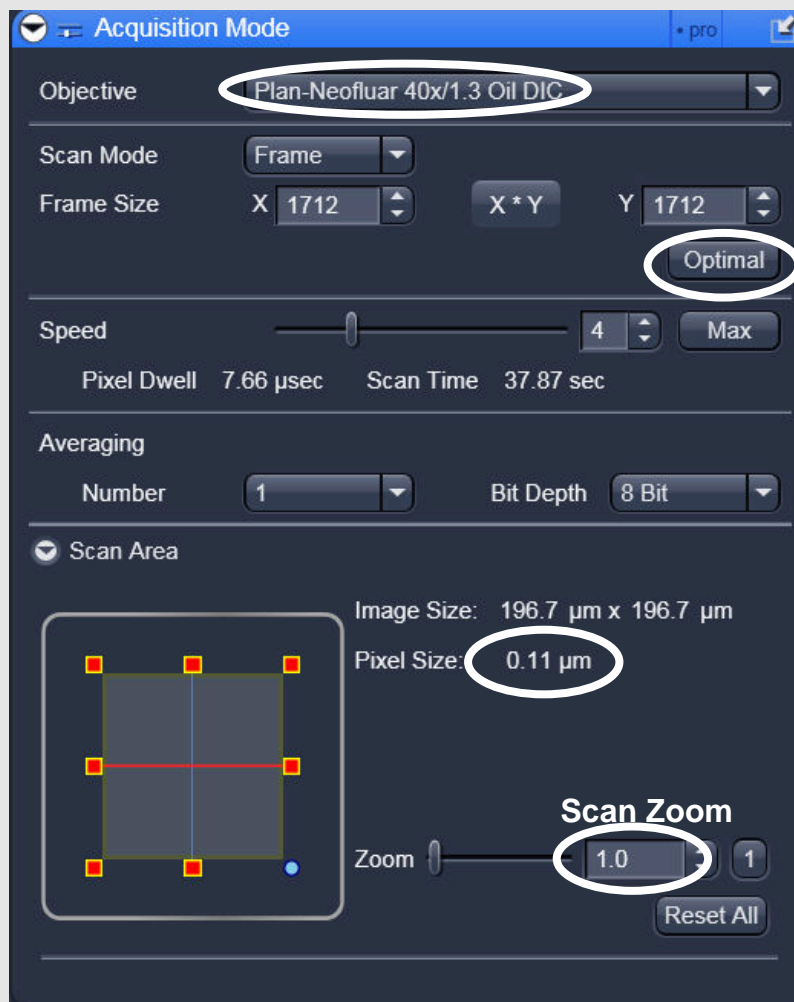 Acquisition Mode • pro
Objective Plan-Neofluar 40x/1.3 Oil DIC
Scan Mode Frame
Frame Size X 1712 X * Y Y 1712
Optimal
Speed 4 Max
Pixel Dwell 7.66 µsec Scan Time 37.87 sec
Averaging
Number 1 Bit Depth 8 Bit
Scan Area
Image Size: 196.7 µm x 196.7 µm
Pixel Size: 0.11 µm
Scan Zoom
Zoom 1.0 1
Reset All